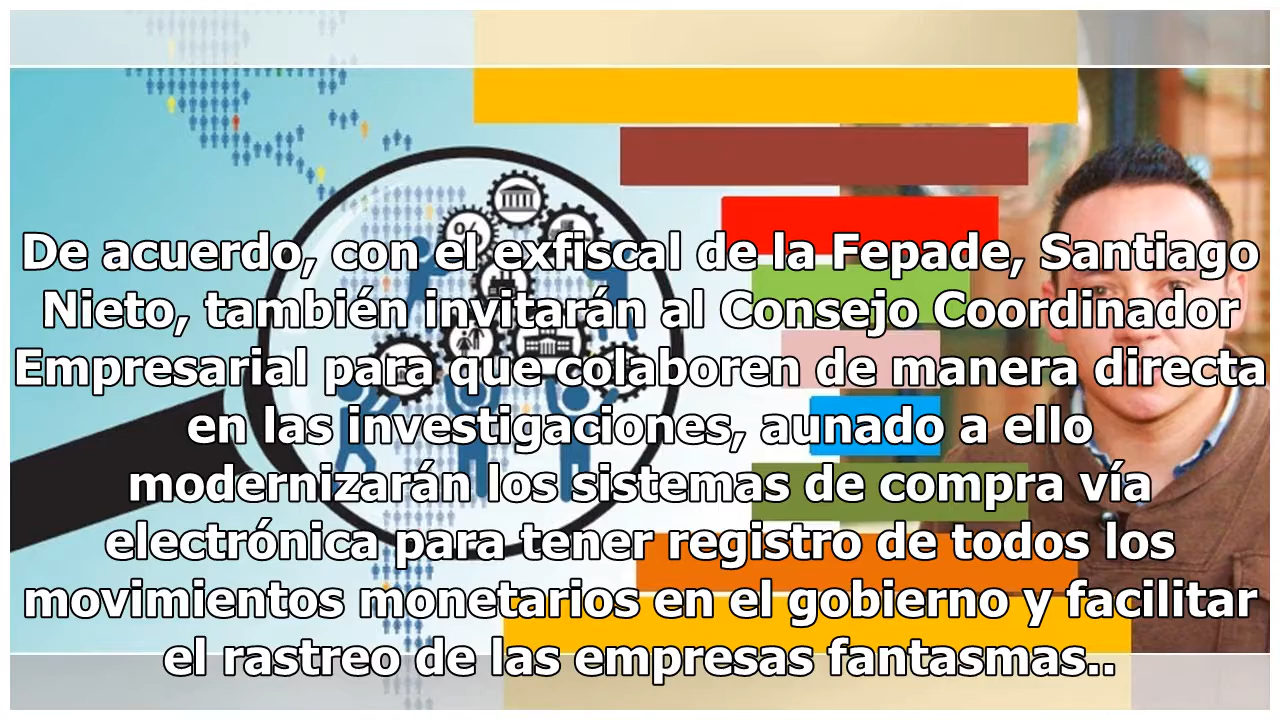 De acuerdo, con el exfiscal de la Fepade, Santiago
Nieto, también invitarán al Consejo Coordinador
Empresarial para que colaboren de manera directa
en las investigaciones, aunado a ello
modernizarán los sistemas de compra vía
electrónica para tener registro de todos los
movimientos monetarios en el gobierno y facilitar
el rastreo de las empresas fantasmas..